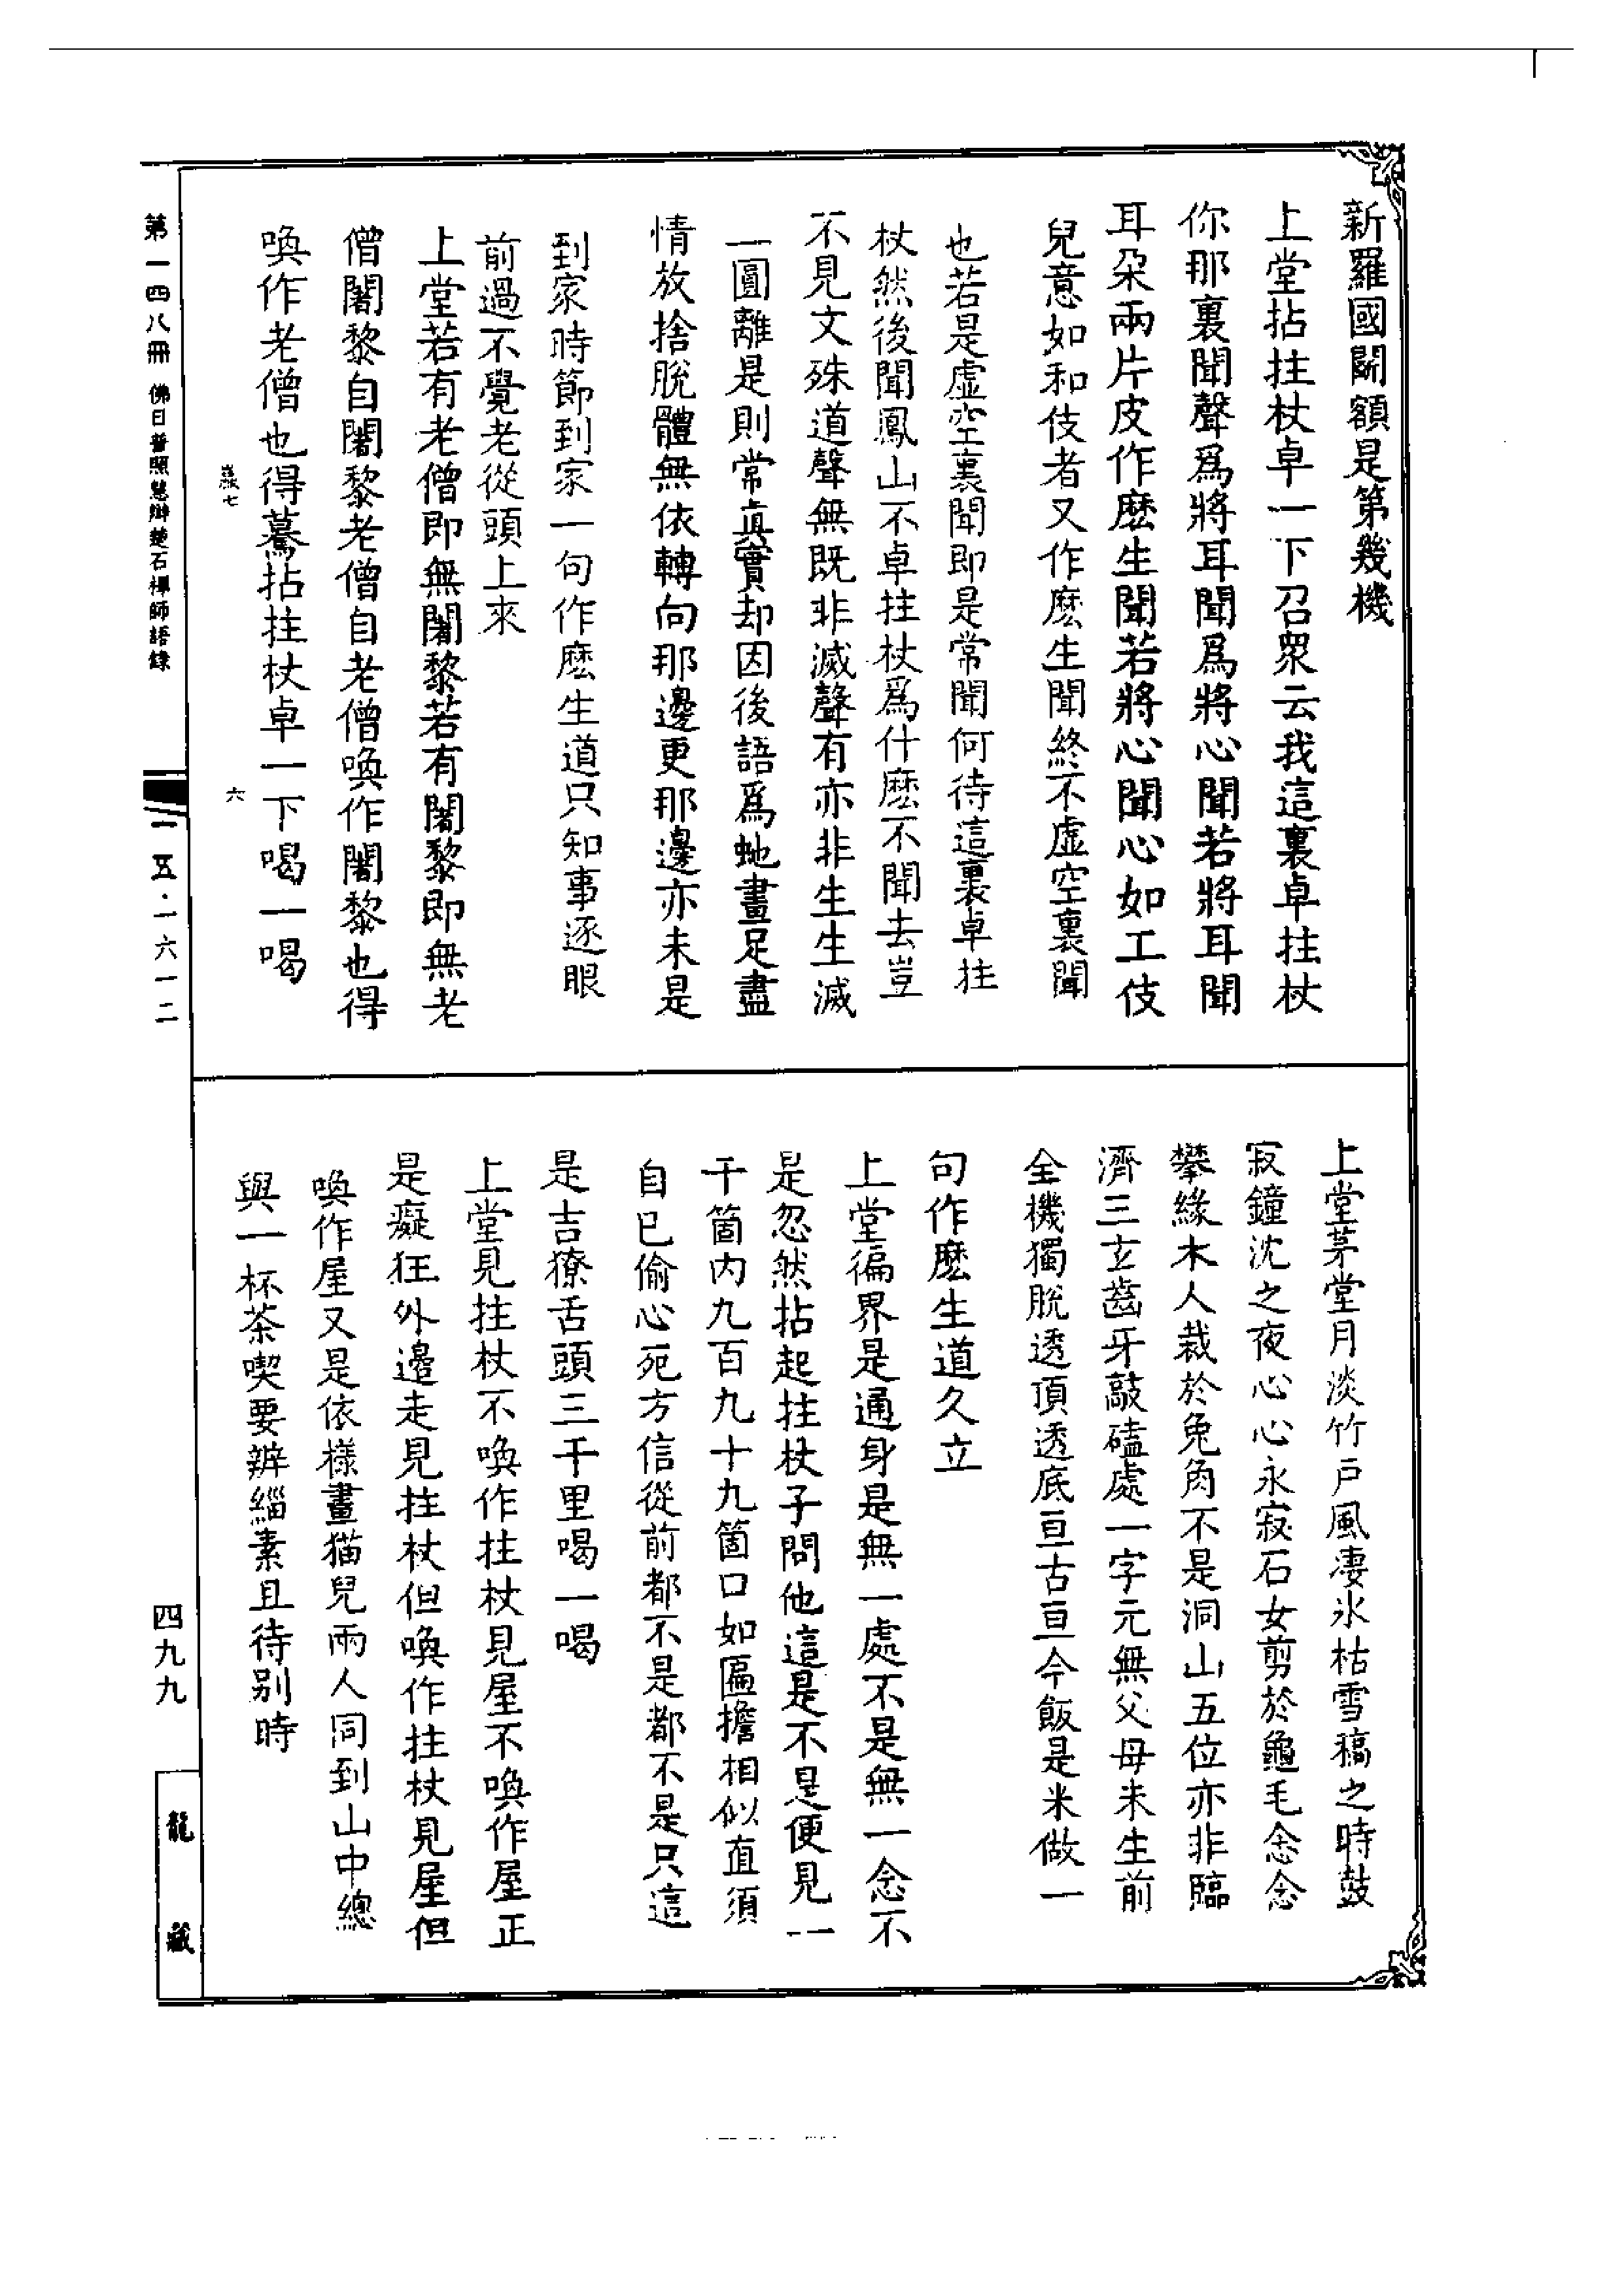 新羅國鬭額是第幾機
上堂拈拄杖卓一下召眾云我這裏卓拄杖
你那裏聞聲爲將耳聞爲將心聞若將耳聞
耳朵兩片皮作麽生聞若將心聞心如工伎
兒意如和伎者又作麽生聞終不虛空裏聞
也若是虛空裏聞即是常聞何待這裏卓拄
杖然後聞鳳山不卓拄杖爲什麽不聞去豈
不見文殊道聲無既非滅聲有亦非生生滅
一圓離是則常眞實却因後語爲虵畫足盡
情放捨脫體無依轉向那邊更那邊亦未是
到家時節到家一句作麽生道只知事逐眼
前過不覺老從頭上來
上堂若有老僧即無闍黎若有闍黎即無老
僧闍黎自闍黎老僧自老僧喚作闍黎也得
喚作老僧也得驀拈拄杖卓一下喝一喝
上堂茅堂月淡竹戶風凄氷枯雪稿之時鼓
寂鐘沈之夜心心永寂石女剪於龜毛念念
攀緣木人裁於兔角不是洞山五位亦非臨
濟三玄齒牙敲磕處一字元無父母未生前
全機獨脫透頂透底亘古亘今飯是米做一
句作麽生道久立
上堂徧界是通身是無一處不是無一念不
是忽然拈起拄杖子問他這是不是便見一
千箇內九百九十九箇口如匾擔相似直須
自已偷心死方信從前都不是都不是只這
是吉獠舌頭三千里喝一喝
上堂見拄杖不喚作拄杖見屋不喚作屋正
是癡狂外邊走見拄杖但喚作拄杖見屋但
喚作屋又是依樣畫猫兒兩人同到山中總
與一杯茶喫要辨緇素且待別時
第一四八冊 佛日普照慧辯楚石禪師語錄
七
六
一五·一六一二
四九九
龍藏